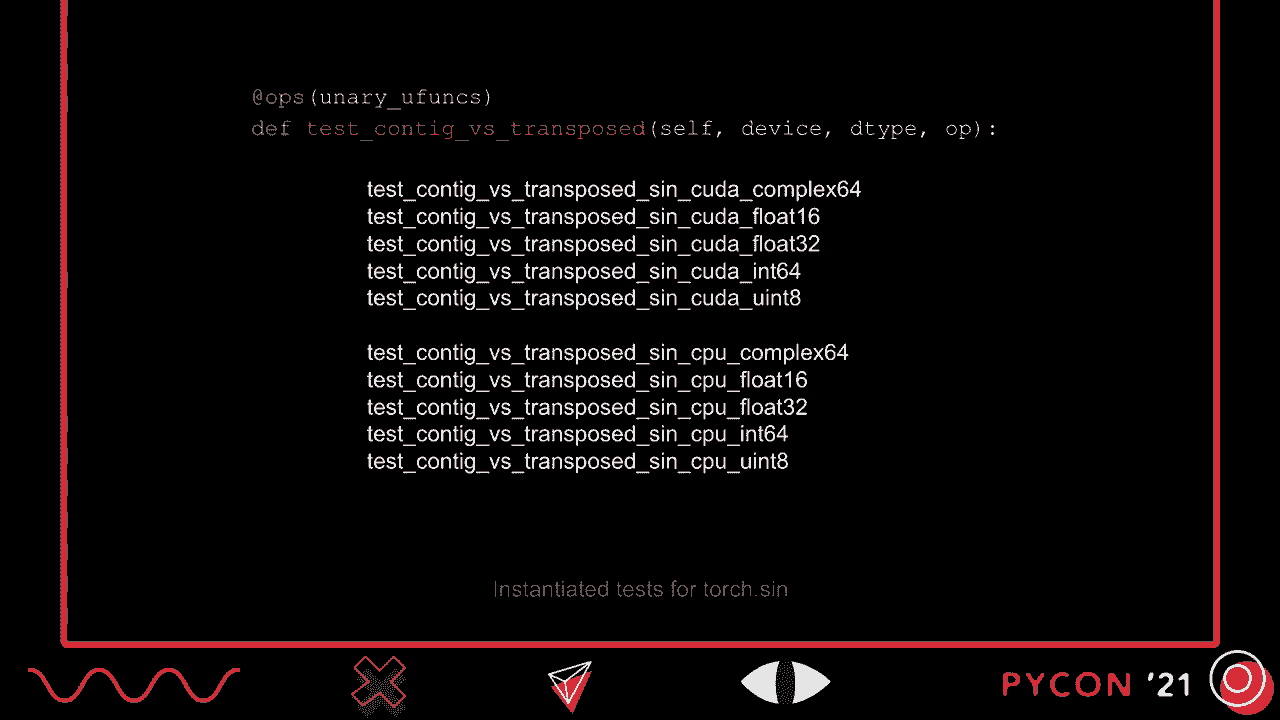 @ops(unary_ufuncs)
def test_contig_vs_transposed(self, device, dtype, op):
test_contig_vs_transposed_sin_cuda_complex64
test_contig_vs_transposed_sin_cuda_float16
test_contig_vs_transposed_sin_cuda_float32
test_contig_vs_transposed_sin_cuda_int64
test_contig_vs_transposed_sin_cuda_uint8
test_contig_vs_transposed_sin_cpu_complex64
test_contig_vs_transposed_sin_cpu_float16
test_contig_vs_transposed_sin_cpu_float32
test_contig_vs_transposed_sin_cpu_int64
test_contig_vs_transposed_sin_cpu_uint8
Instantiated tests for torch.sin
PYCON '21